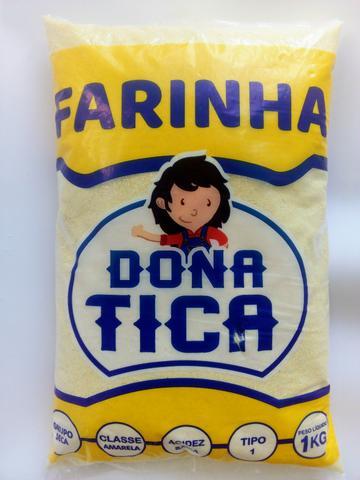 FARINHA
DONA
TICA
GRUPO
SECA
CLASSE
AMARELA
ACIDEZ
TIPO
1
PESO LÍQUIDO
1KG